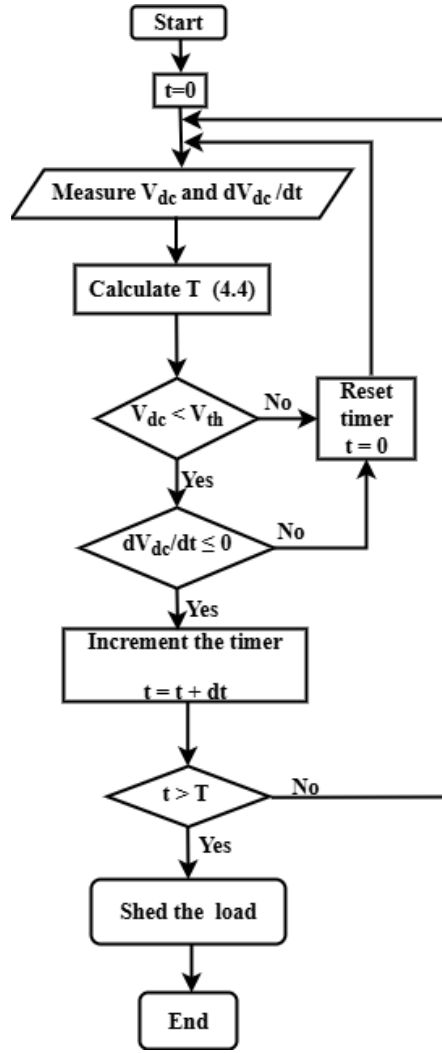 Start
t=0
Measure V_dc and dV_dc /dt
Calculate T (4.4)
V_dc < V_th
No
Reset
timer
t = 0
Yes
dV_dc/dt ≤ 0
No
Yes
Increment the timer
t = t + dt
t > T
No
Yes
Shed the load
End